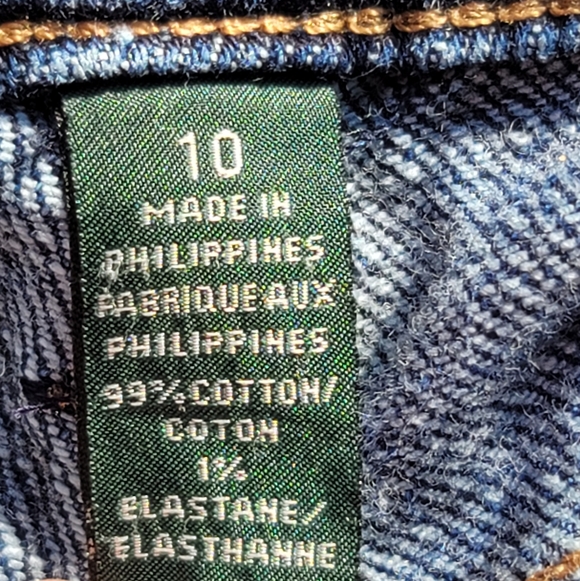 10
MADE IN
PHILIPPINES
FABRIQUE AUX
PHILIPPINES
99% COTTON/
COTON
1%
ELASTANE/
ELASTHANNE